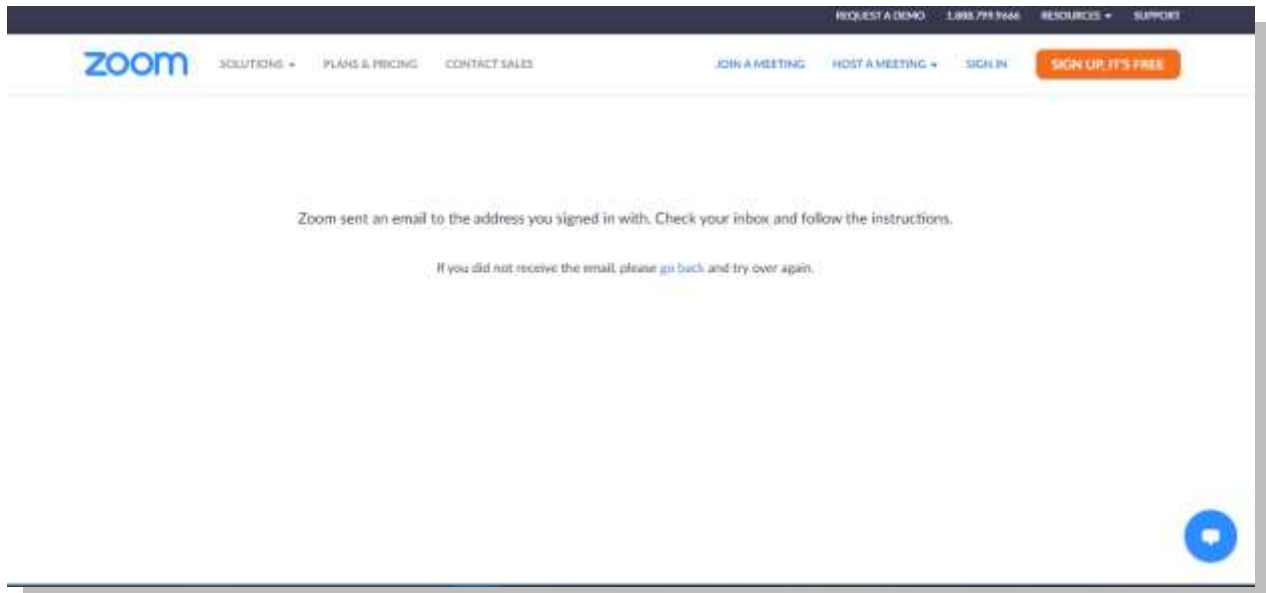 REQUEST A DEMO 1.888.799.9666 RESOURCES SUPPORT
zoom SOLUTIONS PLANS & PRICING CONTACT SALES JOIN A MEETING HOST A MEETING SIGN IN SIGN UP, IT'S FREE
Zoom sent an email to the address you signed in with. Check your inbox and follow the instructions.
If you did not receive the email, please go back and try over again.